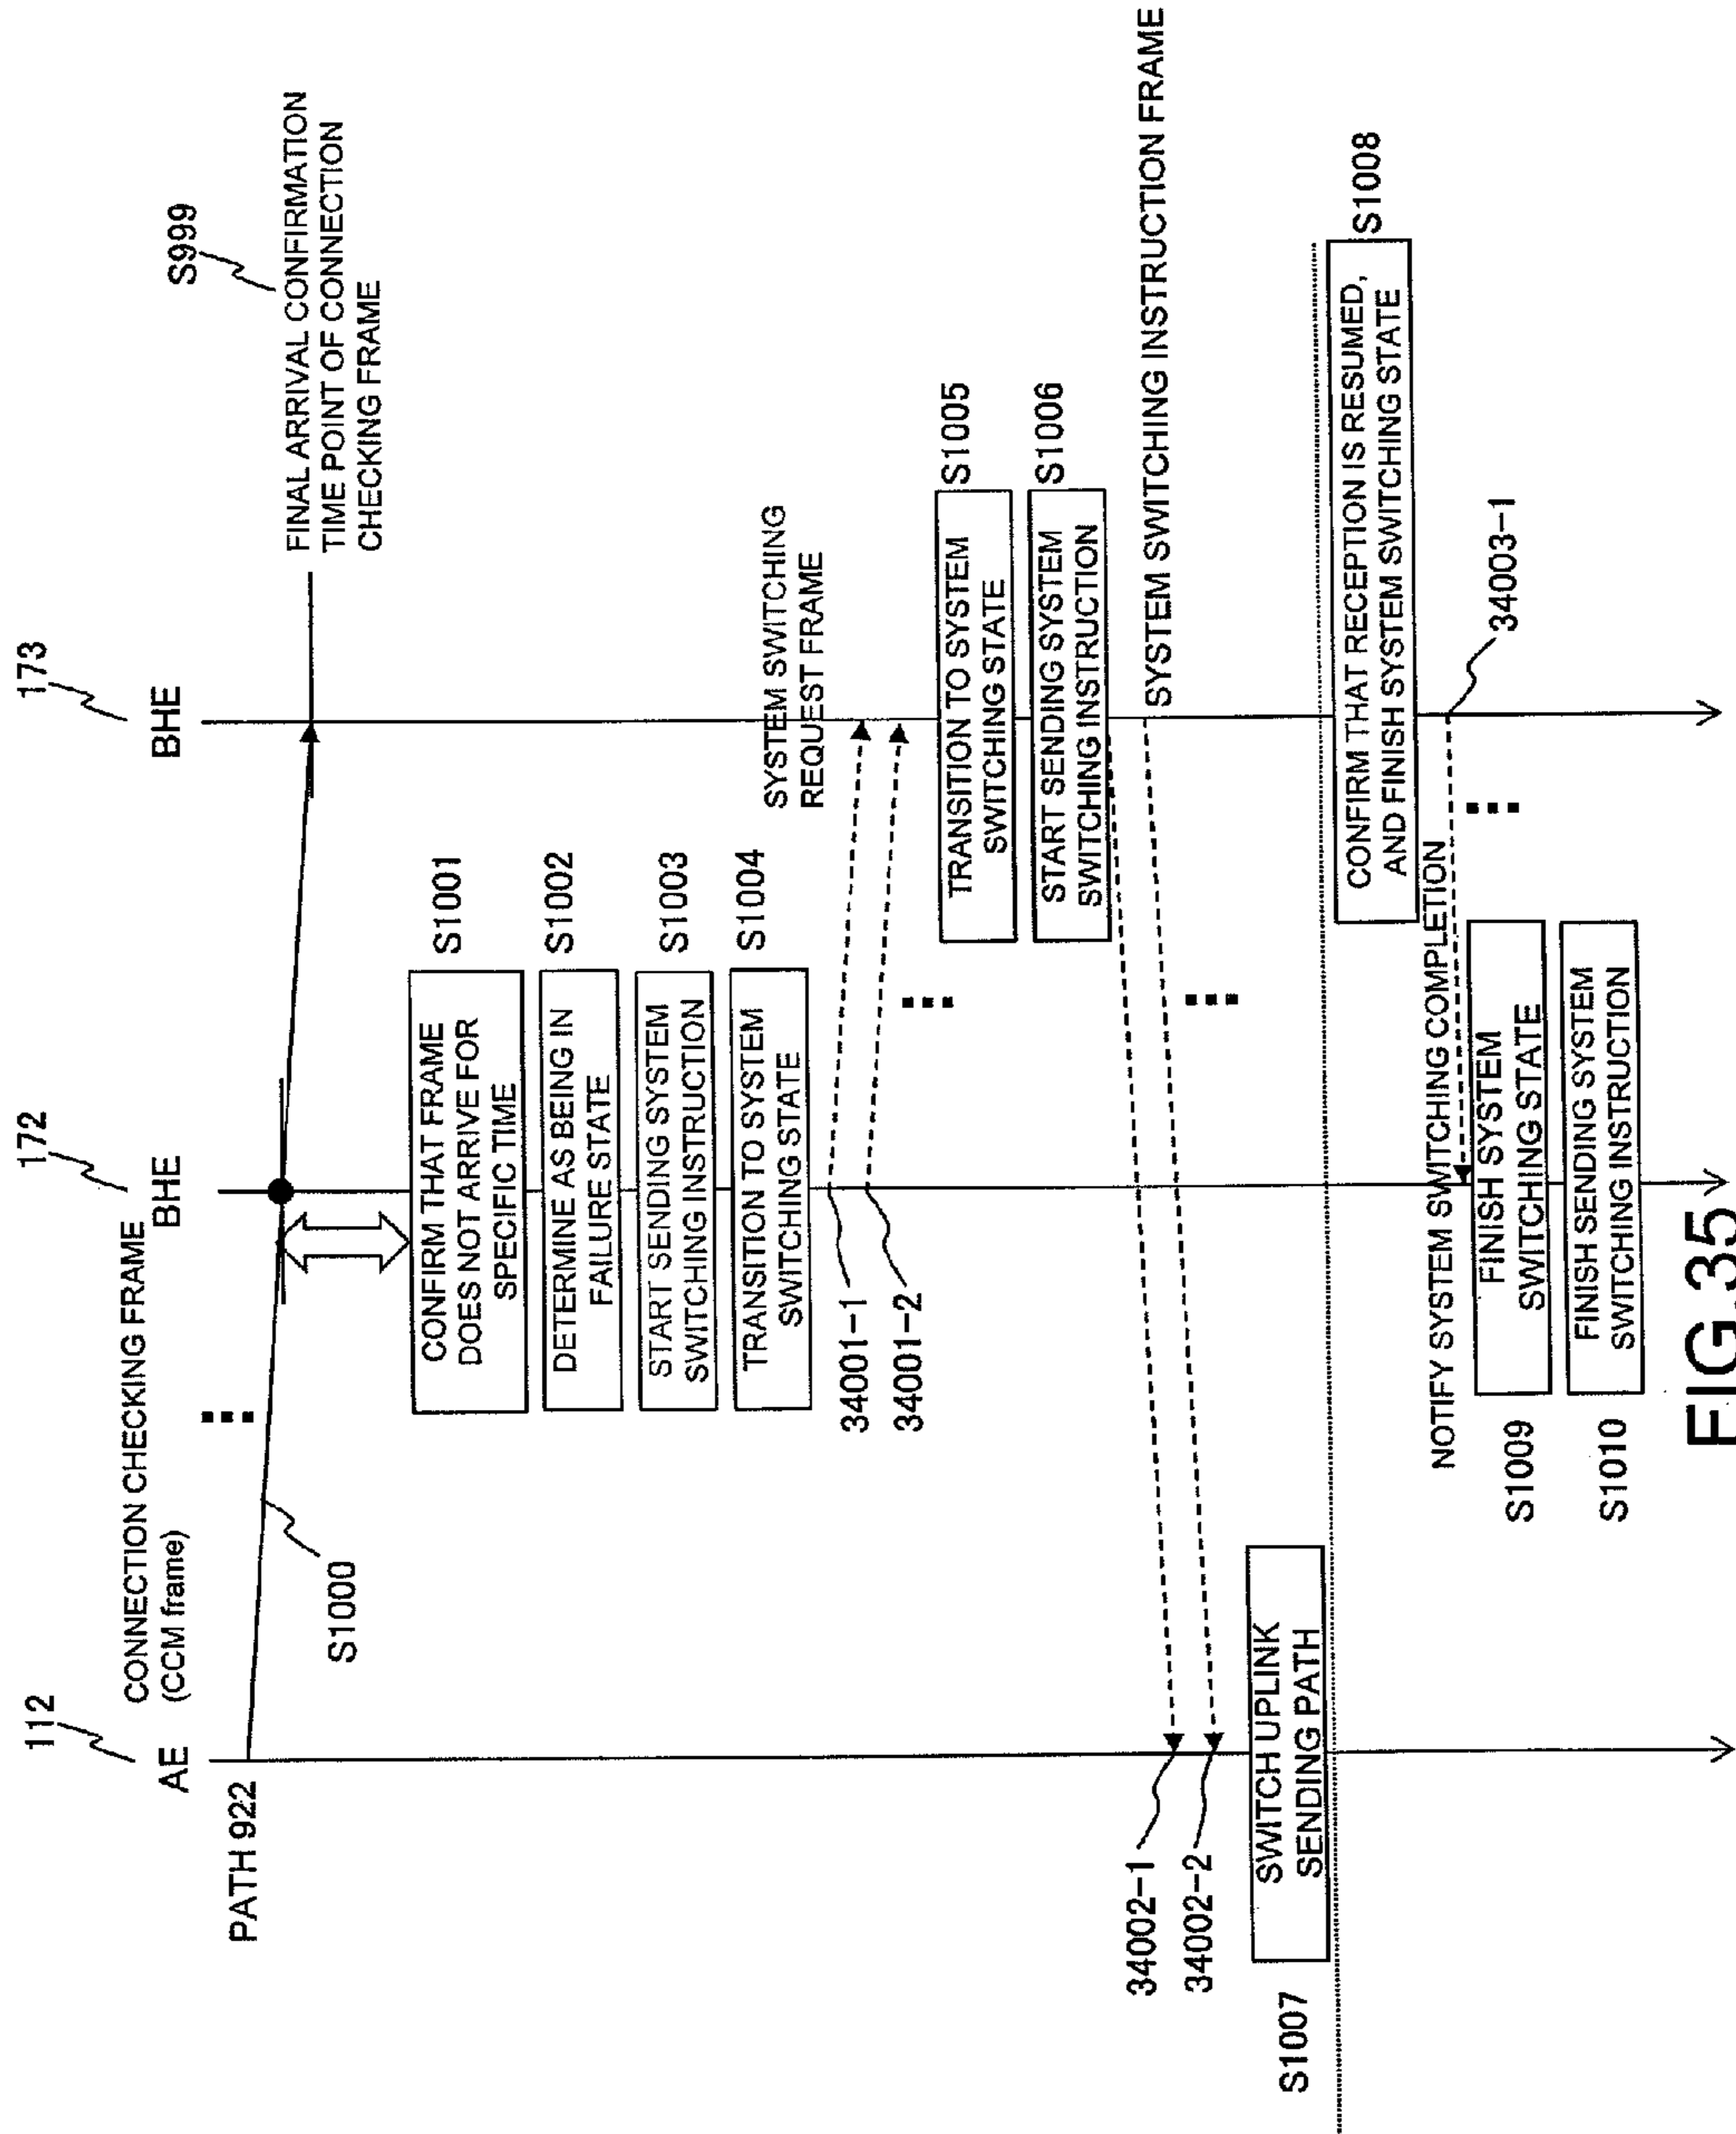 112
AE
CONNECTION CHECKING FRAME
(CCM frame)
172
BHE
173
BHE
S999
FINAL ARRIVAL CONFIRMATION
TIME POINT OF CONNECTION
CHECKING FRAME
PATH 922
S1000
CONFIRM THAT FRAME
DOES NOT ARRIVE FOR
SPECIFIC TIME
S1001
DETERMINE AS BEING IN
FAILURE STATE
S1002
START SENDING SYSTEM
SWITCHING INSTRUCTION
S1003
TRANSITION TO SYSTEM
SWITCHING STATE
S1004
SYSTEM SWITCHING
REQUEST FRAME
34001-1
34001-2
TRANSITION TO SYSTEM
SWITCHING STATE
S1005
START SENDING SYSTEM
SWITCHING INSTRUCTION
S1006
SYSTEM SWITCHING INSTRUCTION FRAME
34002-1
34002-2
S1007
SWITCH UPLINK
SENDING PATH
CONFIRM THAT RECEPTION IS RESUMED,
AND FINISH SYSTEM SWITCHING STATE
S1008
34003-1
NOTIFY SYSTEM SWITCHING COMPLETION
S1009
FINISH SYSTEM
SWITCHING STATE
S1010
FINISH SENDING SYSTEM
SWITCHING INSTRUCTION
FIG.35